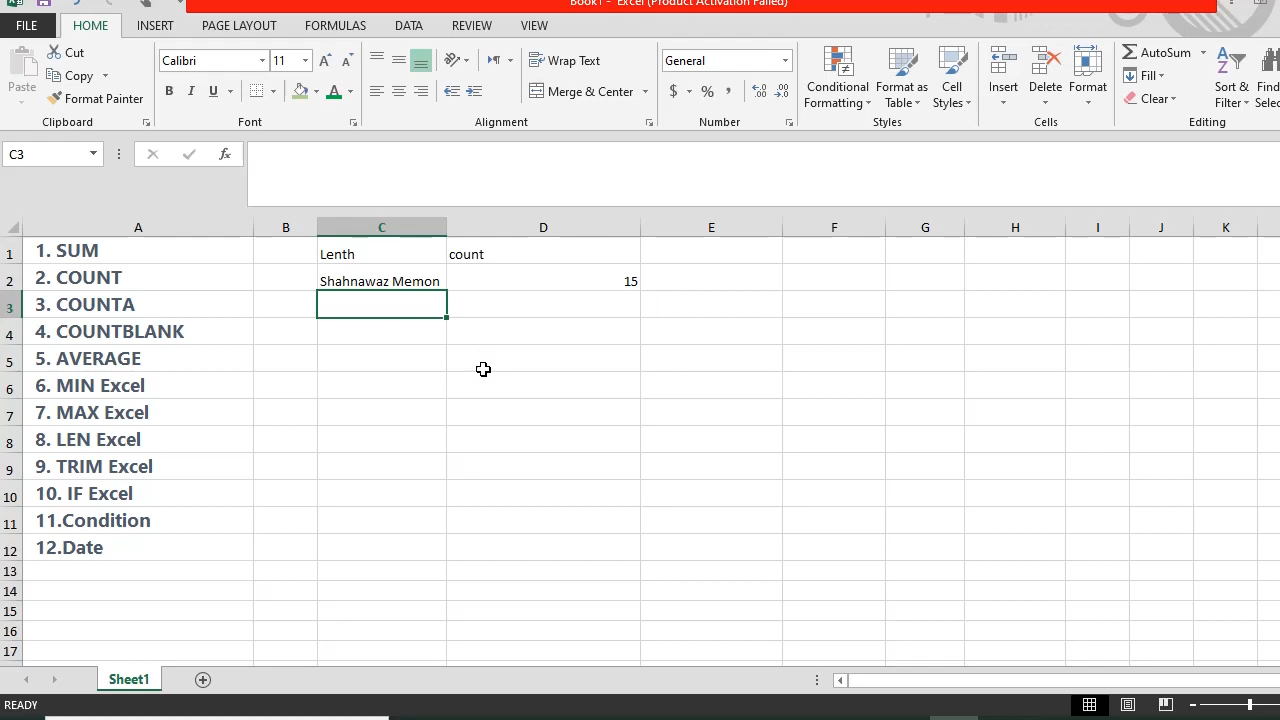 Book1 - Excel (Product Activation Failed)
FILE HOME INSERT PAGE LAYOUT FORMULAS DATA REVIEW VIEW
Paste
Cut
Copy
Format Painter
Clipboard
Calibri 11
B I U
A
Font
Wrap Text
Merge & Center
Alignment
General
$ % ,
Number
Conditional Formatting
Format as Table
Cell Styles
Styles
Insert Delete Format
Cells
AutoSum
Fill
Clear
Sort & Filter
Editing
C3 fx
A B C D E F G H I J K
1 1. SUM Lenth count
2 2. COUNT Shahnawaz Memon 15
3 3. COUNTA
4 4. COUNTBLANK
5 5. AVERAGE
6 6. MIN Excel
7 7. MAX Excel
8 8. LEN Excel
9 9. TRIM Excel
10 10. IF Excel
11 11.Condition
12 12.Date
13
14
15
16
17
Sheet1
READY